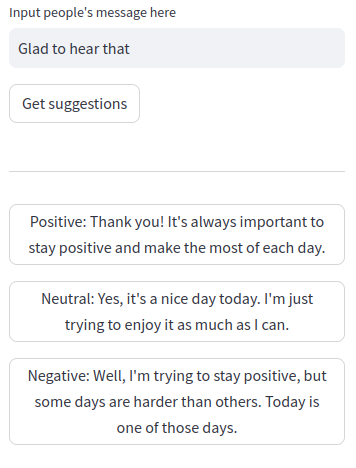 Input people's message here
Glad to hear that
Get suggestions
Positive: Thank you! It's always important to
stay positive and make the most of each day.
Neutral: Yes, it's a nice day today. I'm just
trying to enjoy it as much as I can.
Negative: Well, I'm trying to stay positive, but
some days are harder than others. Today is
one of those days.